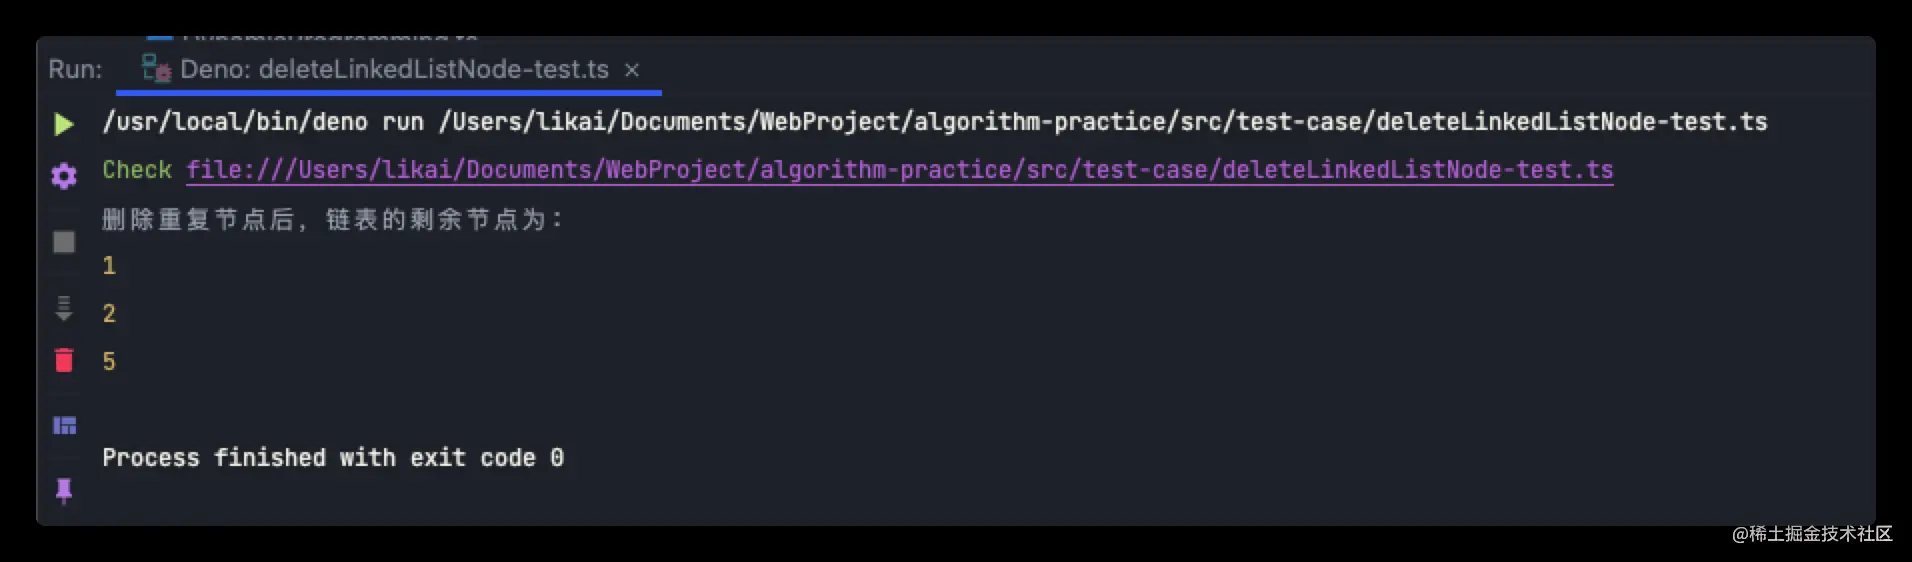 Run:
Deno: deleteLinkedListNode-test.ts ×
/usr/local/bin/deno run /Users/likai/Documents/WebProject/algorithm-practice/src/test-case/deleteLinkedListNode-test.ts
Check file:///Users/likai/Documents/WebProject/algorithm-practice/src/test-case/deleteLinkedListNode-test.ts
删除重复节点后，链表的剩余节点为：
1
2
5
Process finished with exit code 0
@稀土掘金技术社区